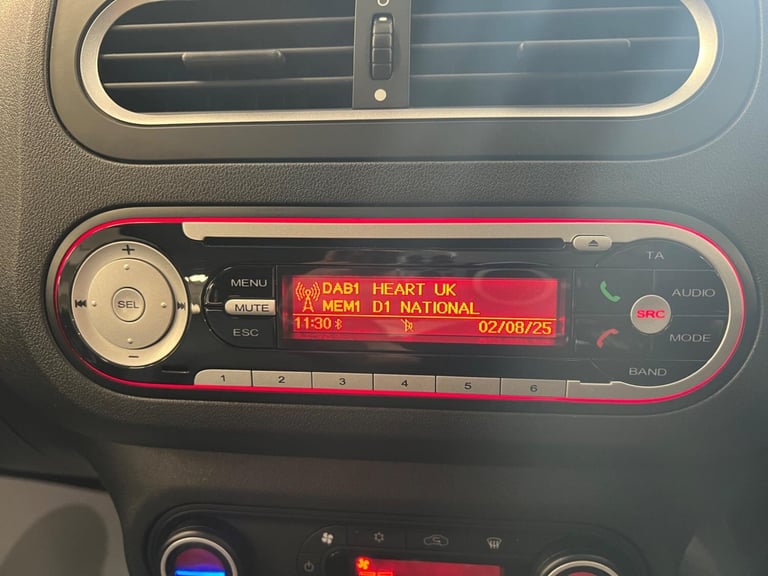 TA
MENU
MUTE
ESC
SEL
DAB1 HEART UK
MEM1 D1 NATIONAL
11:30 02/08/25
AUDIO
SRC
MODE
BAND
1 2 3 4 5 6